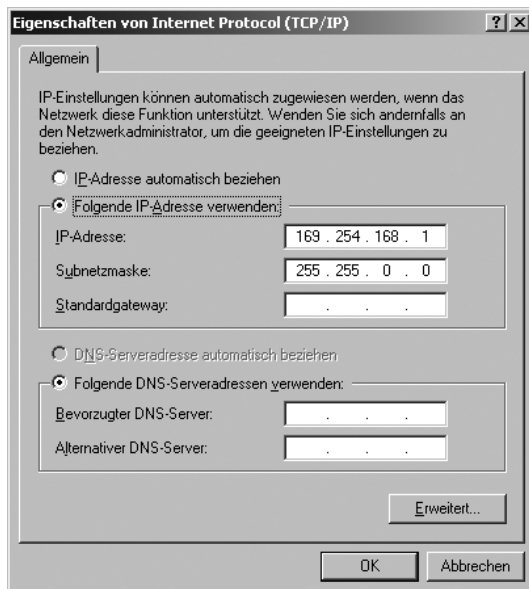 Eigenschaften von Internet Protocol (TCP/IP)
Allgemein
IP-Einstellungen können automatisch zugewiesen werden, wenn das
Netzwerk diese Funktion unterstützt. Wenden Sie sich andernfalls an
den Netzwerkadministrator, um die geeigneten IP-Einstellungen zu
beziehen.
IP-Adresse automatisch beziehen
Folgende IP-Adresse verwenden:
IP-Adresse: 169 . 254 . 168 . 1
Subnetzmaske: 255 . 255 . 0 . 0
Standardgateway: . . .
DNS-Serveradresse automatisch beziehen
Folgende DNS-Serveradressen verwenden:
Bevorzugter DNS-Server: . . .
Alternativer DNS-Server: . . .
Erweitert...
OK Abbrechen